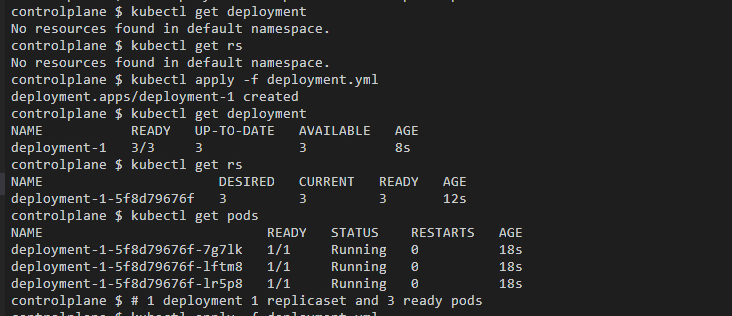 controlplane $ kubectl get deployment
No resources found in default namespace.
controlplane $ kubectl get rs
No resources found in default namespace.
controlplane $ kubectl apply -f deployment.yml
deployment.apps/deployment-1 created
controlplane $ kubectl get deployment
NAME READY UP-TO-DATE AVAILABLE AGE
deployment-1 3/3 3 3 8s
controlplane $ kubectl get rs
NAME DESIRED CURRENT READY AGE
deployment-1-5f8d79676f 3 3 3 12s
controlplane $ kubectl get pods
NAME READY STATUS RESTARTS AGE
deployment-1-5f8d79676f-7g7lk 1/1 Running 0 18s
deployment-1-5f8d79676f-lftm8 1/1 Running 0 18s
deployment-1-5f8d79676f-lr5p8 1/1 Running 0 18s
controlplane $ # 1 deployment 1 replicaset and 3 ready pods
controlplane $ kubectl apply -f deployment.yml